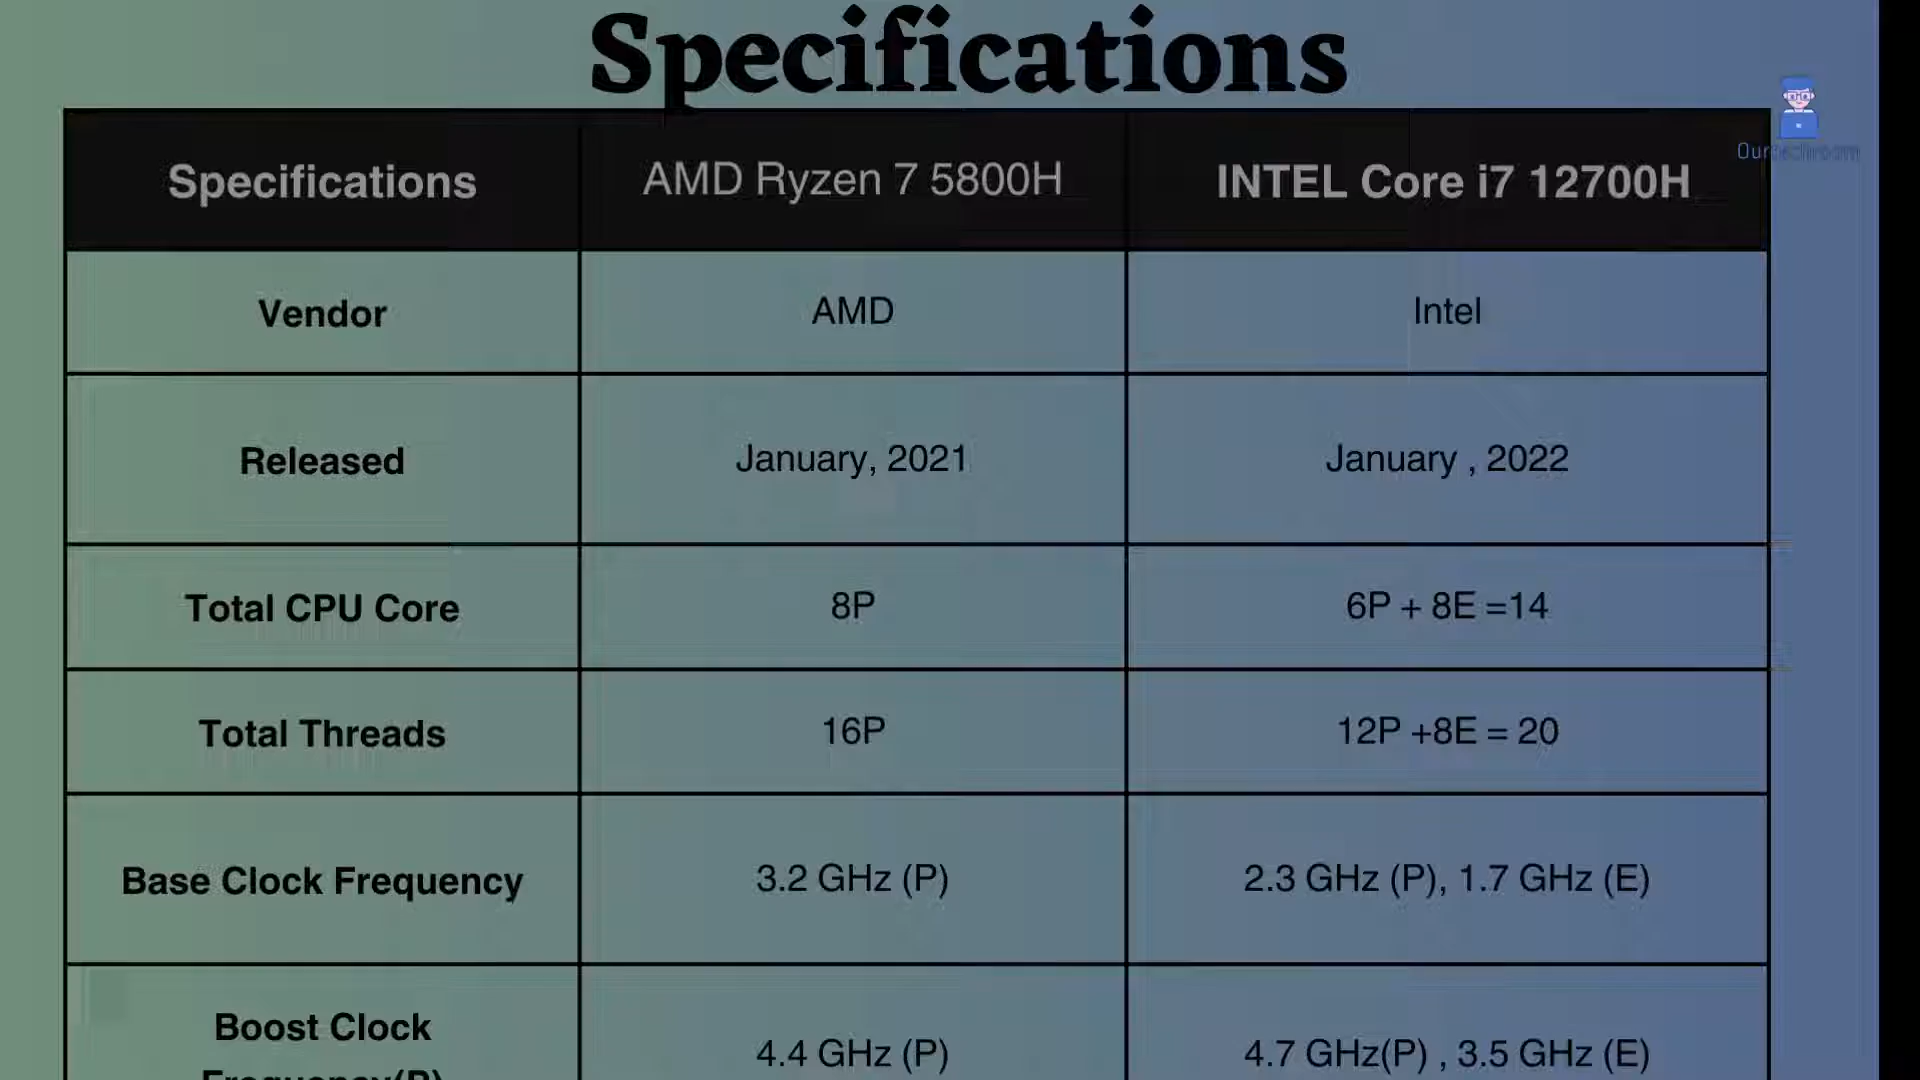 Specifications
Specifications AMD Ryzen 7 5800H INTEL Core i7 12700H
Vendor AMD Intel
Released January, 2021 January , 2022
Total CPU Core 8P 6P + 8E =14
Total Threads 16P 12P +8E = 20
Base Clock Frequency 3.2 GHz (P) 2.3 GHz (P), 1.7 GHz (E)
Boost Clock
Frequency(P) 4.4 GHz (P) 4.7 GHz(P) , 3.5 GHz (E)